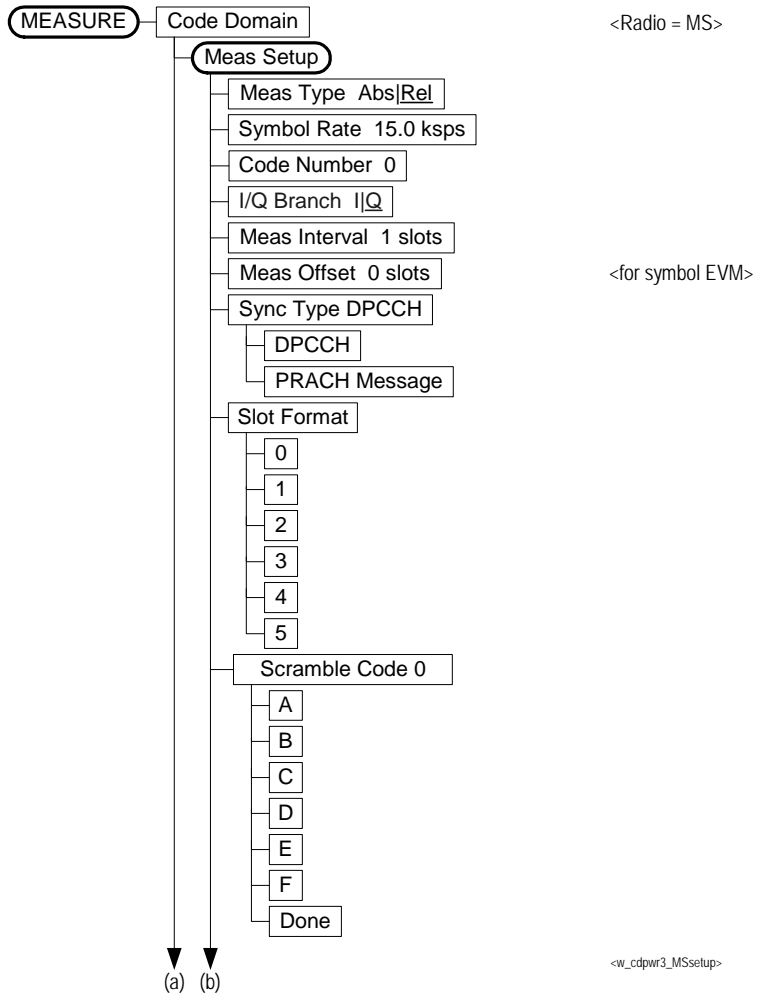 MEASURE Code Domain <Radio = MS>
Meas Setup
Meas Type Abs|Rel
Symbol Rate 15.0 ksps
Code Number 0
I/Q Branch I|Q
Meas Interval 1 slots
Meas Offset 0 slots <for symbol EVM>
Sync Type DPCCH
DPCCH
PRACH Message
Slot Format
0
1
2
3
4
5
Scramble Code 0
A
B
C
D
E
F
Done
(a) (b) <w_cdpwr3_MSsetup>